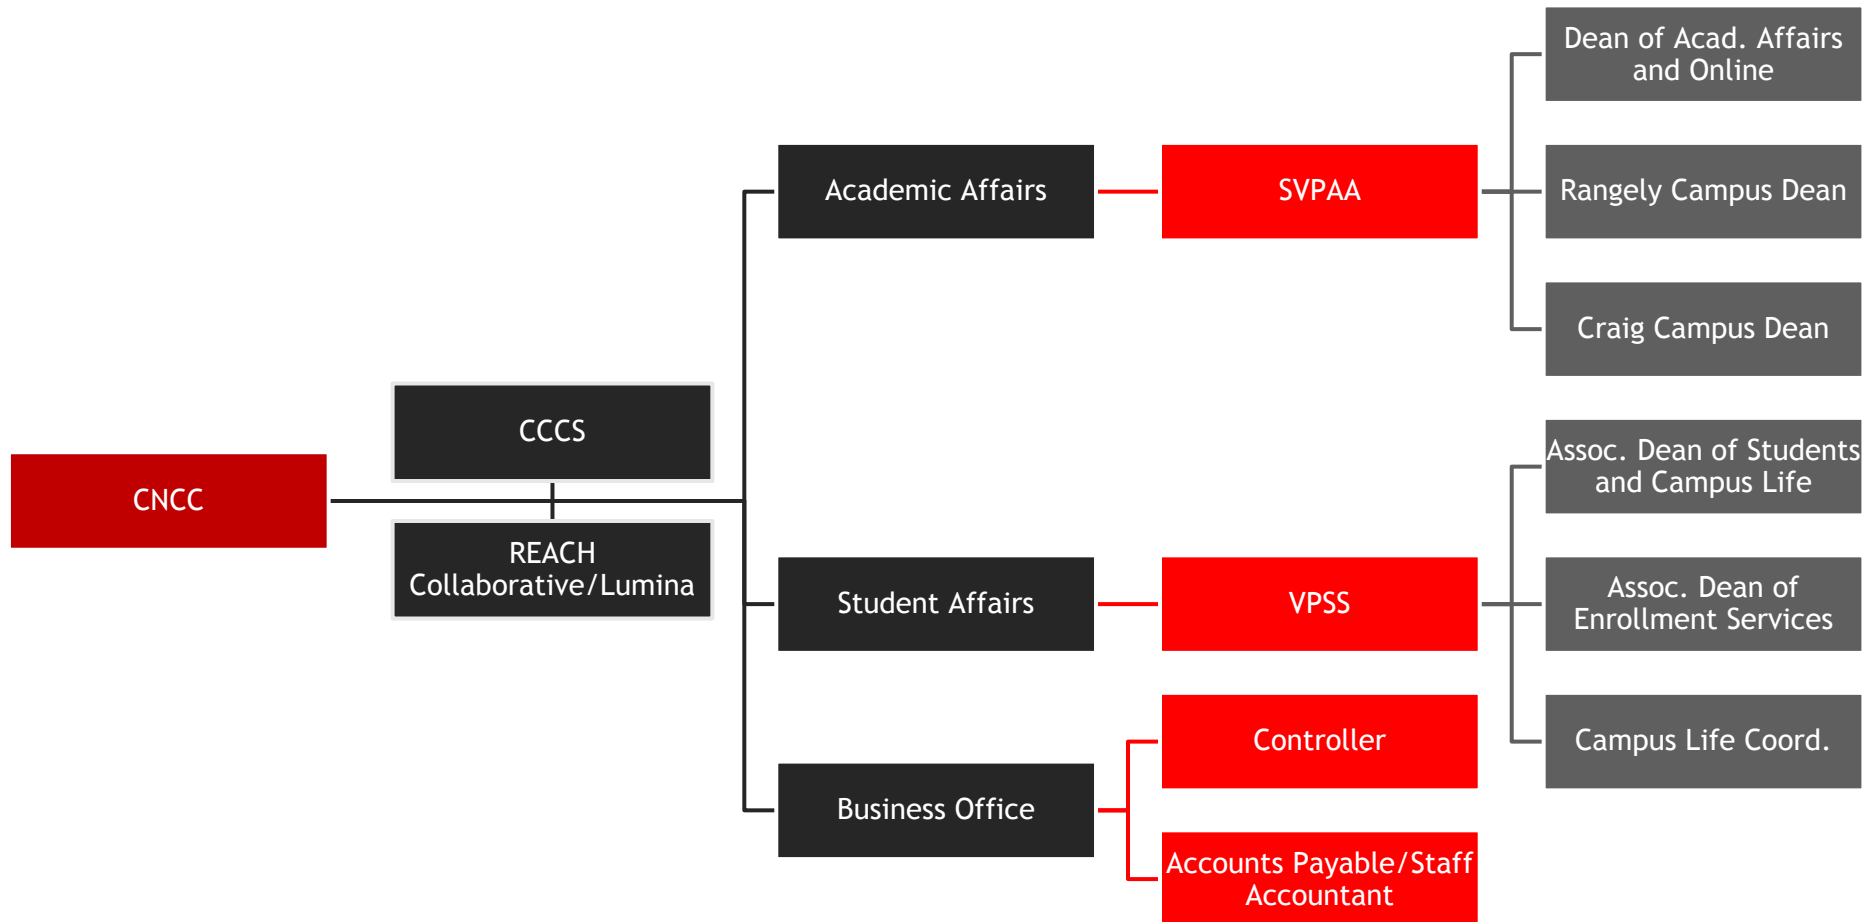 CNCC
CCCS
REACH
Collaborative/Lumina
Academic Affairs
SVPAA
Dean of Acad. Affairs
and Online
Rangely Campus Dean
Craig Campus Dean
Student Affairs
VPSS
Assoc. Dean of Students
and Campus Life
Assoc. Dean of
Enrollment Services
Campus Life Coord.
Business Office
Controller
Accounts Payable/Staff
Accountant